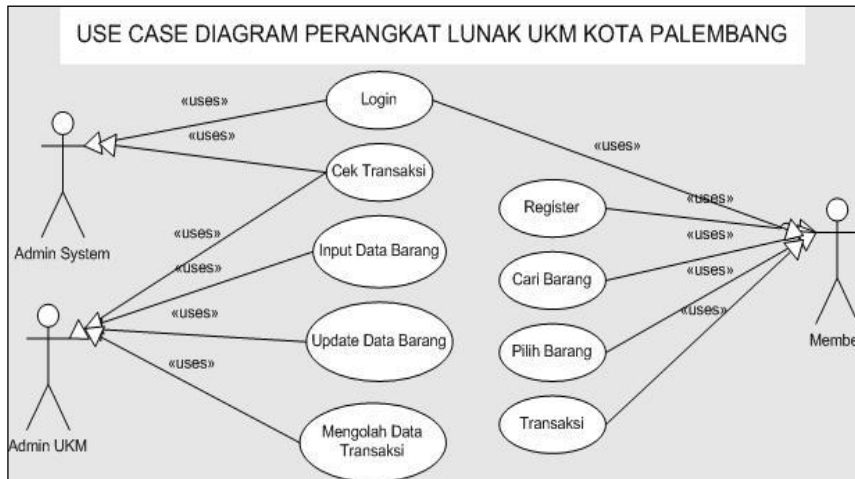 USE CASE DIAGRAM PERANGKAT LUNAK UKM KOTA PALEMBANG
«uses»
Login
«uses»
«uses»
Cek Transaksi
Admin System
Register
«uses»
«uses»
Input Data Barang
«uses»
«uses»
Cari Barang
«uses»
Member
«uses»
Update Data Barang
«uses»
Pilih Barang
«uses»
Admin UKM
Mengolah Data
Transaksi
Transaksi